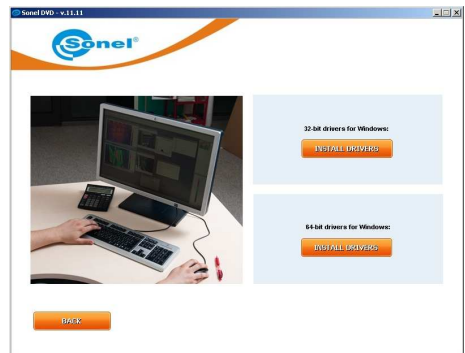 Sonel DVD - v.11.11
Sonel®
32-bit drivers for Windows:
INSTALL DRIVERS
64-bit drivers for Windows:
INSTALL DRIVERS
BACK